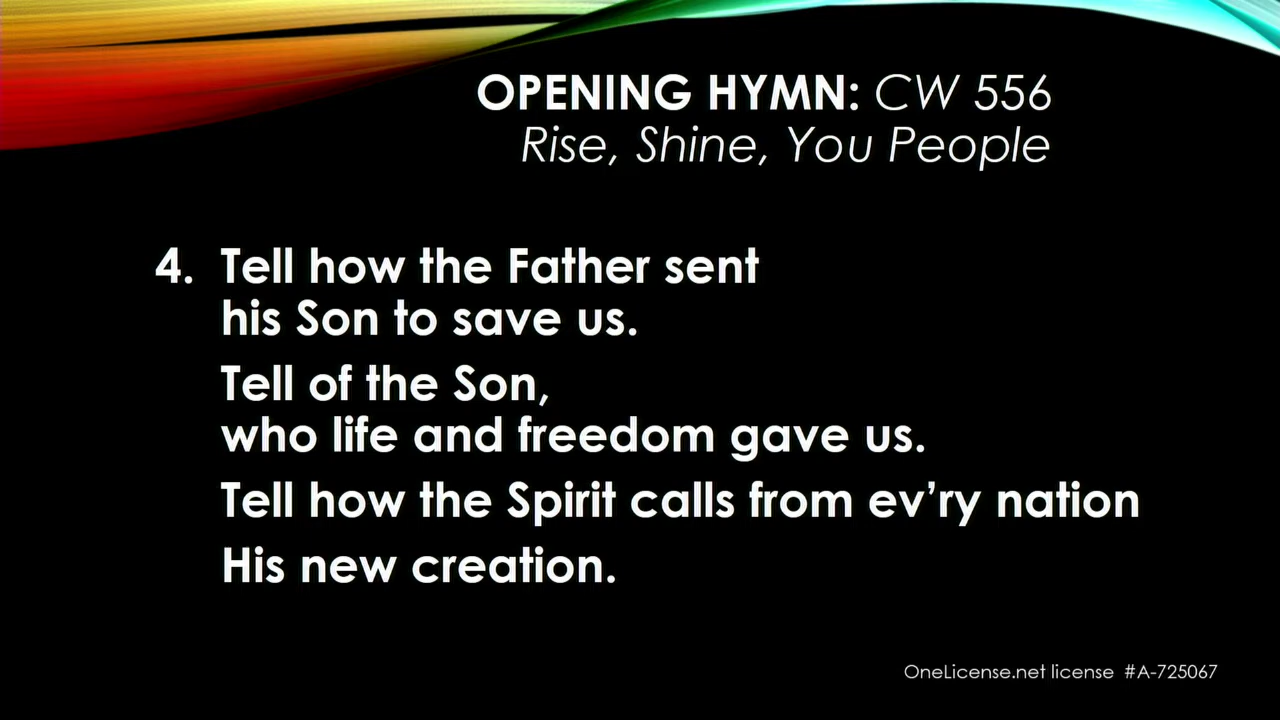 OPENING HYMN: CW 556
Rise, Shine, You People
4. Tell how the Father sent
his Son to save us.
Tell of the Son,
who life and freedom gave us.
Tell how the Spirit calls from ev’ry nation
His new creation.
OneLicense.net license #A-725067